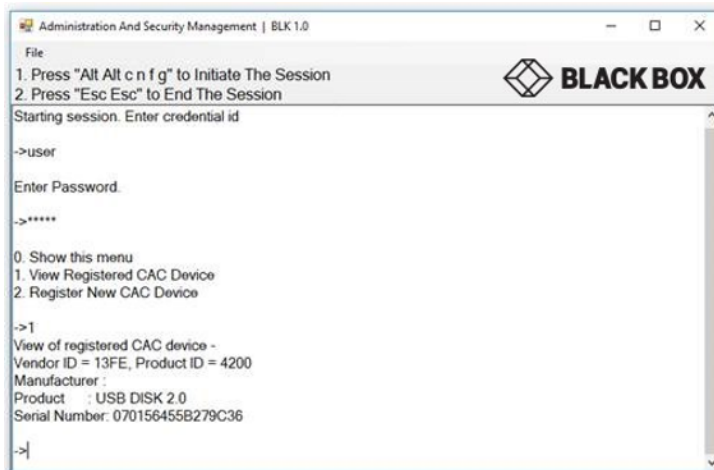 Administration And Security Management | BLK 1.0
File
1. Press "Alt Alt c n f g" to Initiate The Session
2. Press "Esc Esc" to End The Session
BLACK BOX
Starting session. Enter credential id
->user
Enter Password.
->*****
0. Show this menu
1. View Registered CAC Device
2. Register New CAC Device
->1
View of registered CAC device -
Vendor ID = 13FE, Product ID = 4200
Manufacturer :
Product : USB DISK 2.0
Serial Number: 070156455B279C36
->